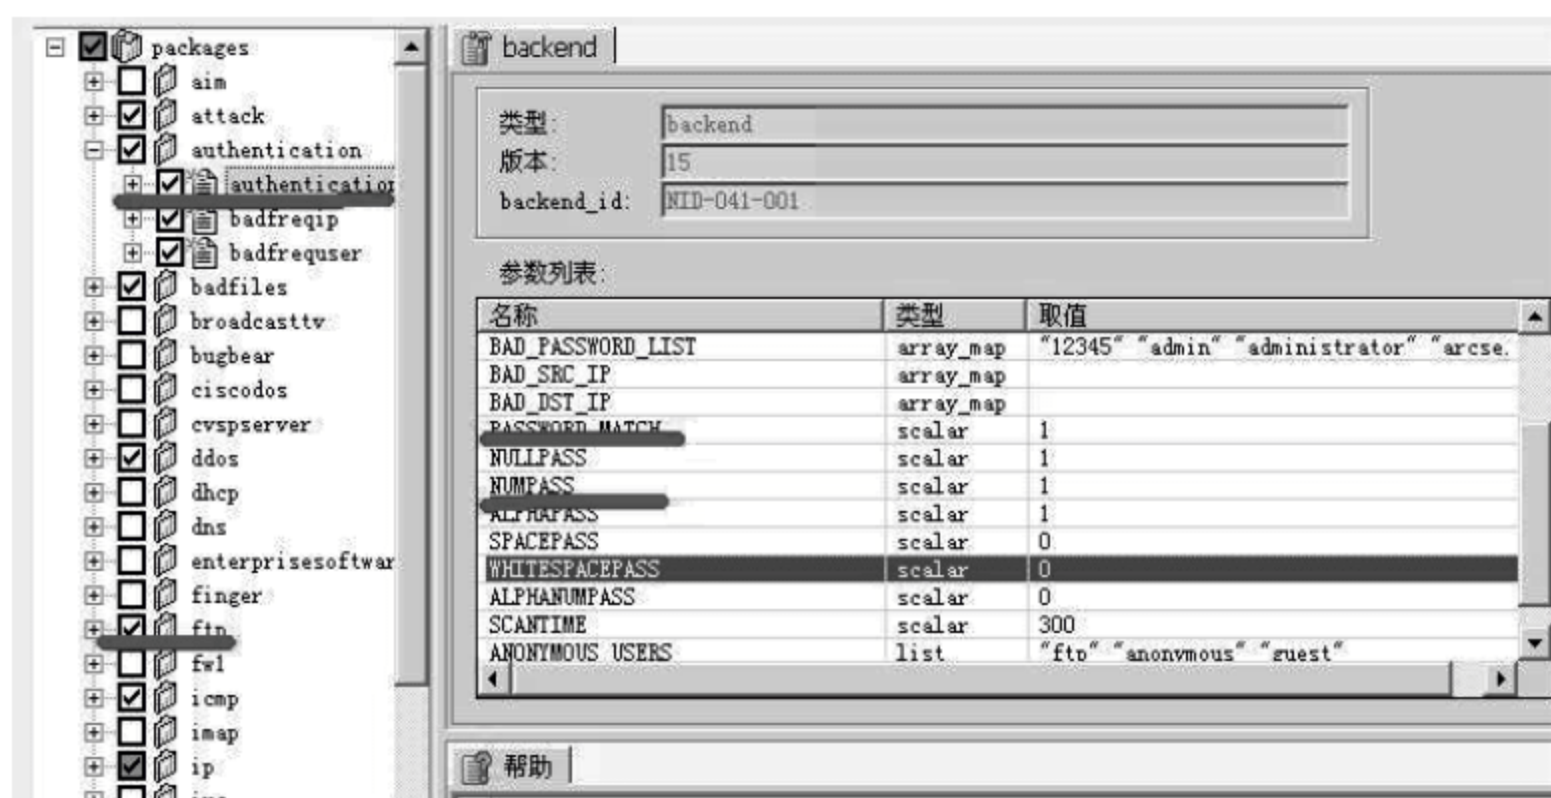 packages
aim
attack
authentication
authentication
badfreqip
badfrequser
badfiles
broadcasttv
bugbear
ciscodos
cvspserver
ddos
dhcp
dns
enterprisesoftwar
finger
ftp
fw1
icmp
imap
ip
backend
类型: backend
版本: 15
backend_id: NID-041-001
参数列表:
名称 类型 取值
BAD_PASSWORD_LIST array_map "12345" "admin" "administrator" "arcse.
BAD_SRC_IP array_map
BAD_DST_IP array_map
PASSWORD_MATCH scalar 1
NULLPASS scalar 1
NUMPASS scalar 1
ALPHAPASS scalar 1
SPACEPASS scalar 0
WHITESPACEPASS scalar 0
ALPHANUMPASS scalar 0
SCANTIME scalar 300
ANONYMOUS_USERS list "ftp" "anonymous" "guest"
帮助